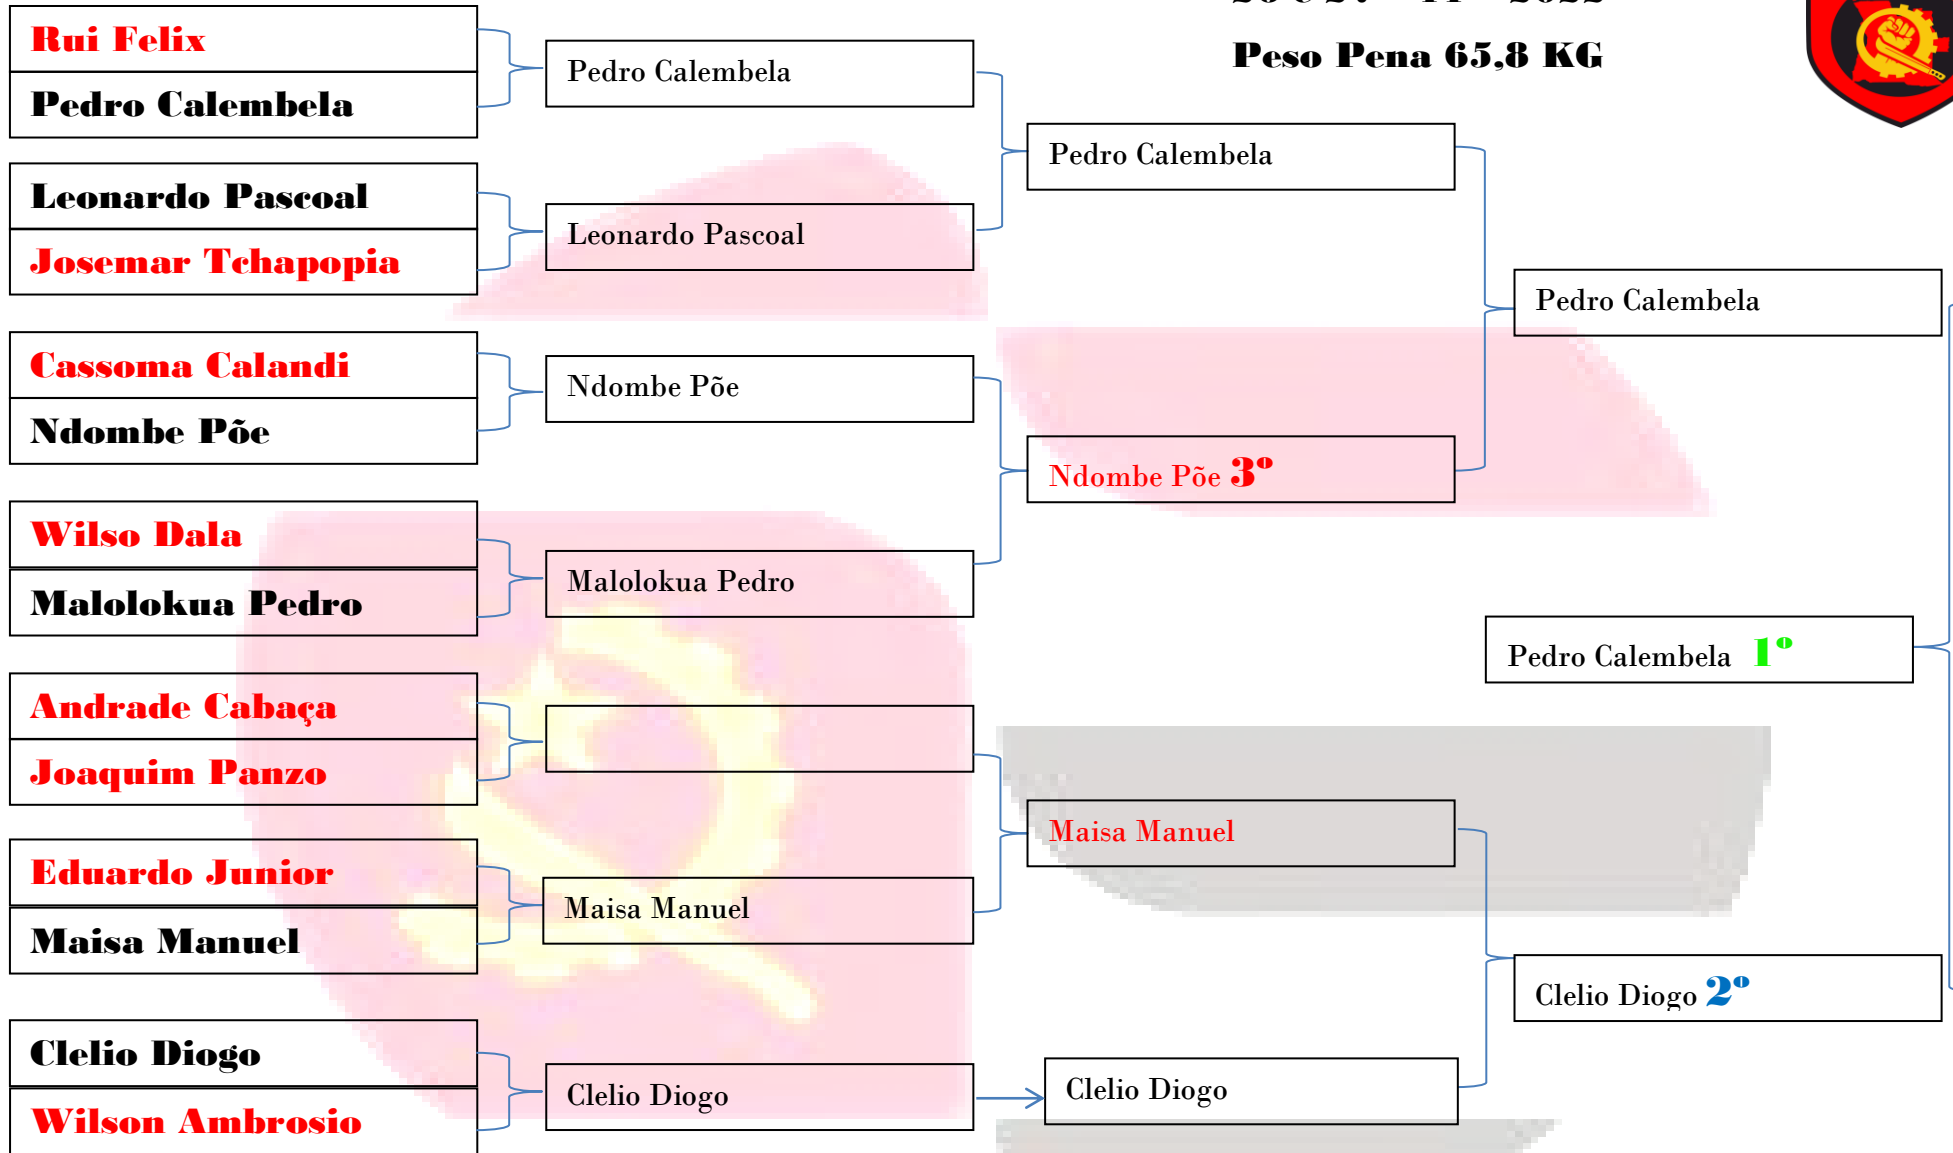 Peso Pena 65,8 KG
Rui Felix
Pedro Calembela
Leonardo Pascoal
Josemar Tchapopia
Cassoma Calandi
Ndombe Põe
Wilso Dala
Malolokua Pedro
Andrade Cabaça
Joaquim Panzo
Eduardo Junior
Maisa Manuel
Clelio Diogo
Wilson Ambrosio
Pedro Calembela
Leonardo Pascoal
Ndombe Põe
Malolokua Pedro
Maisa Manuel
Clelio Diogo
Pedro Calembela
Ndombe Põe 3º
Maisa Manuel
Clelio Diogo
Pedro Calembela
Pedro Calembela 1º
Clelio Diogo 2º